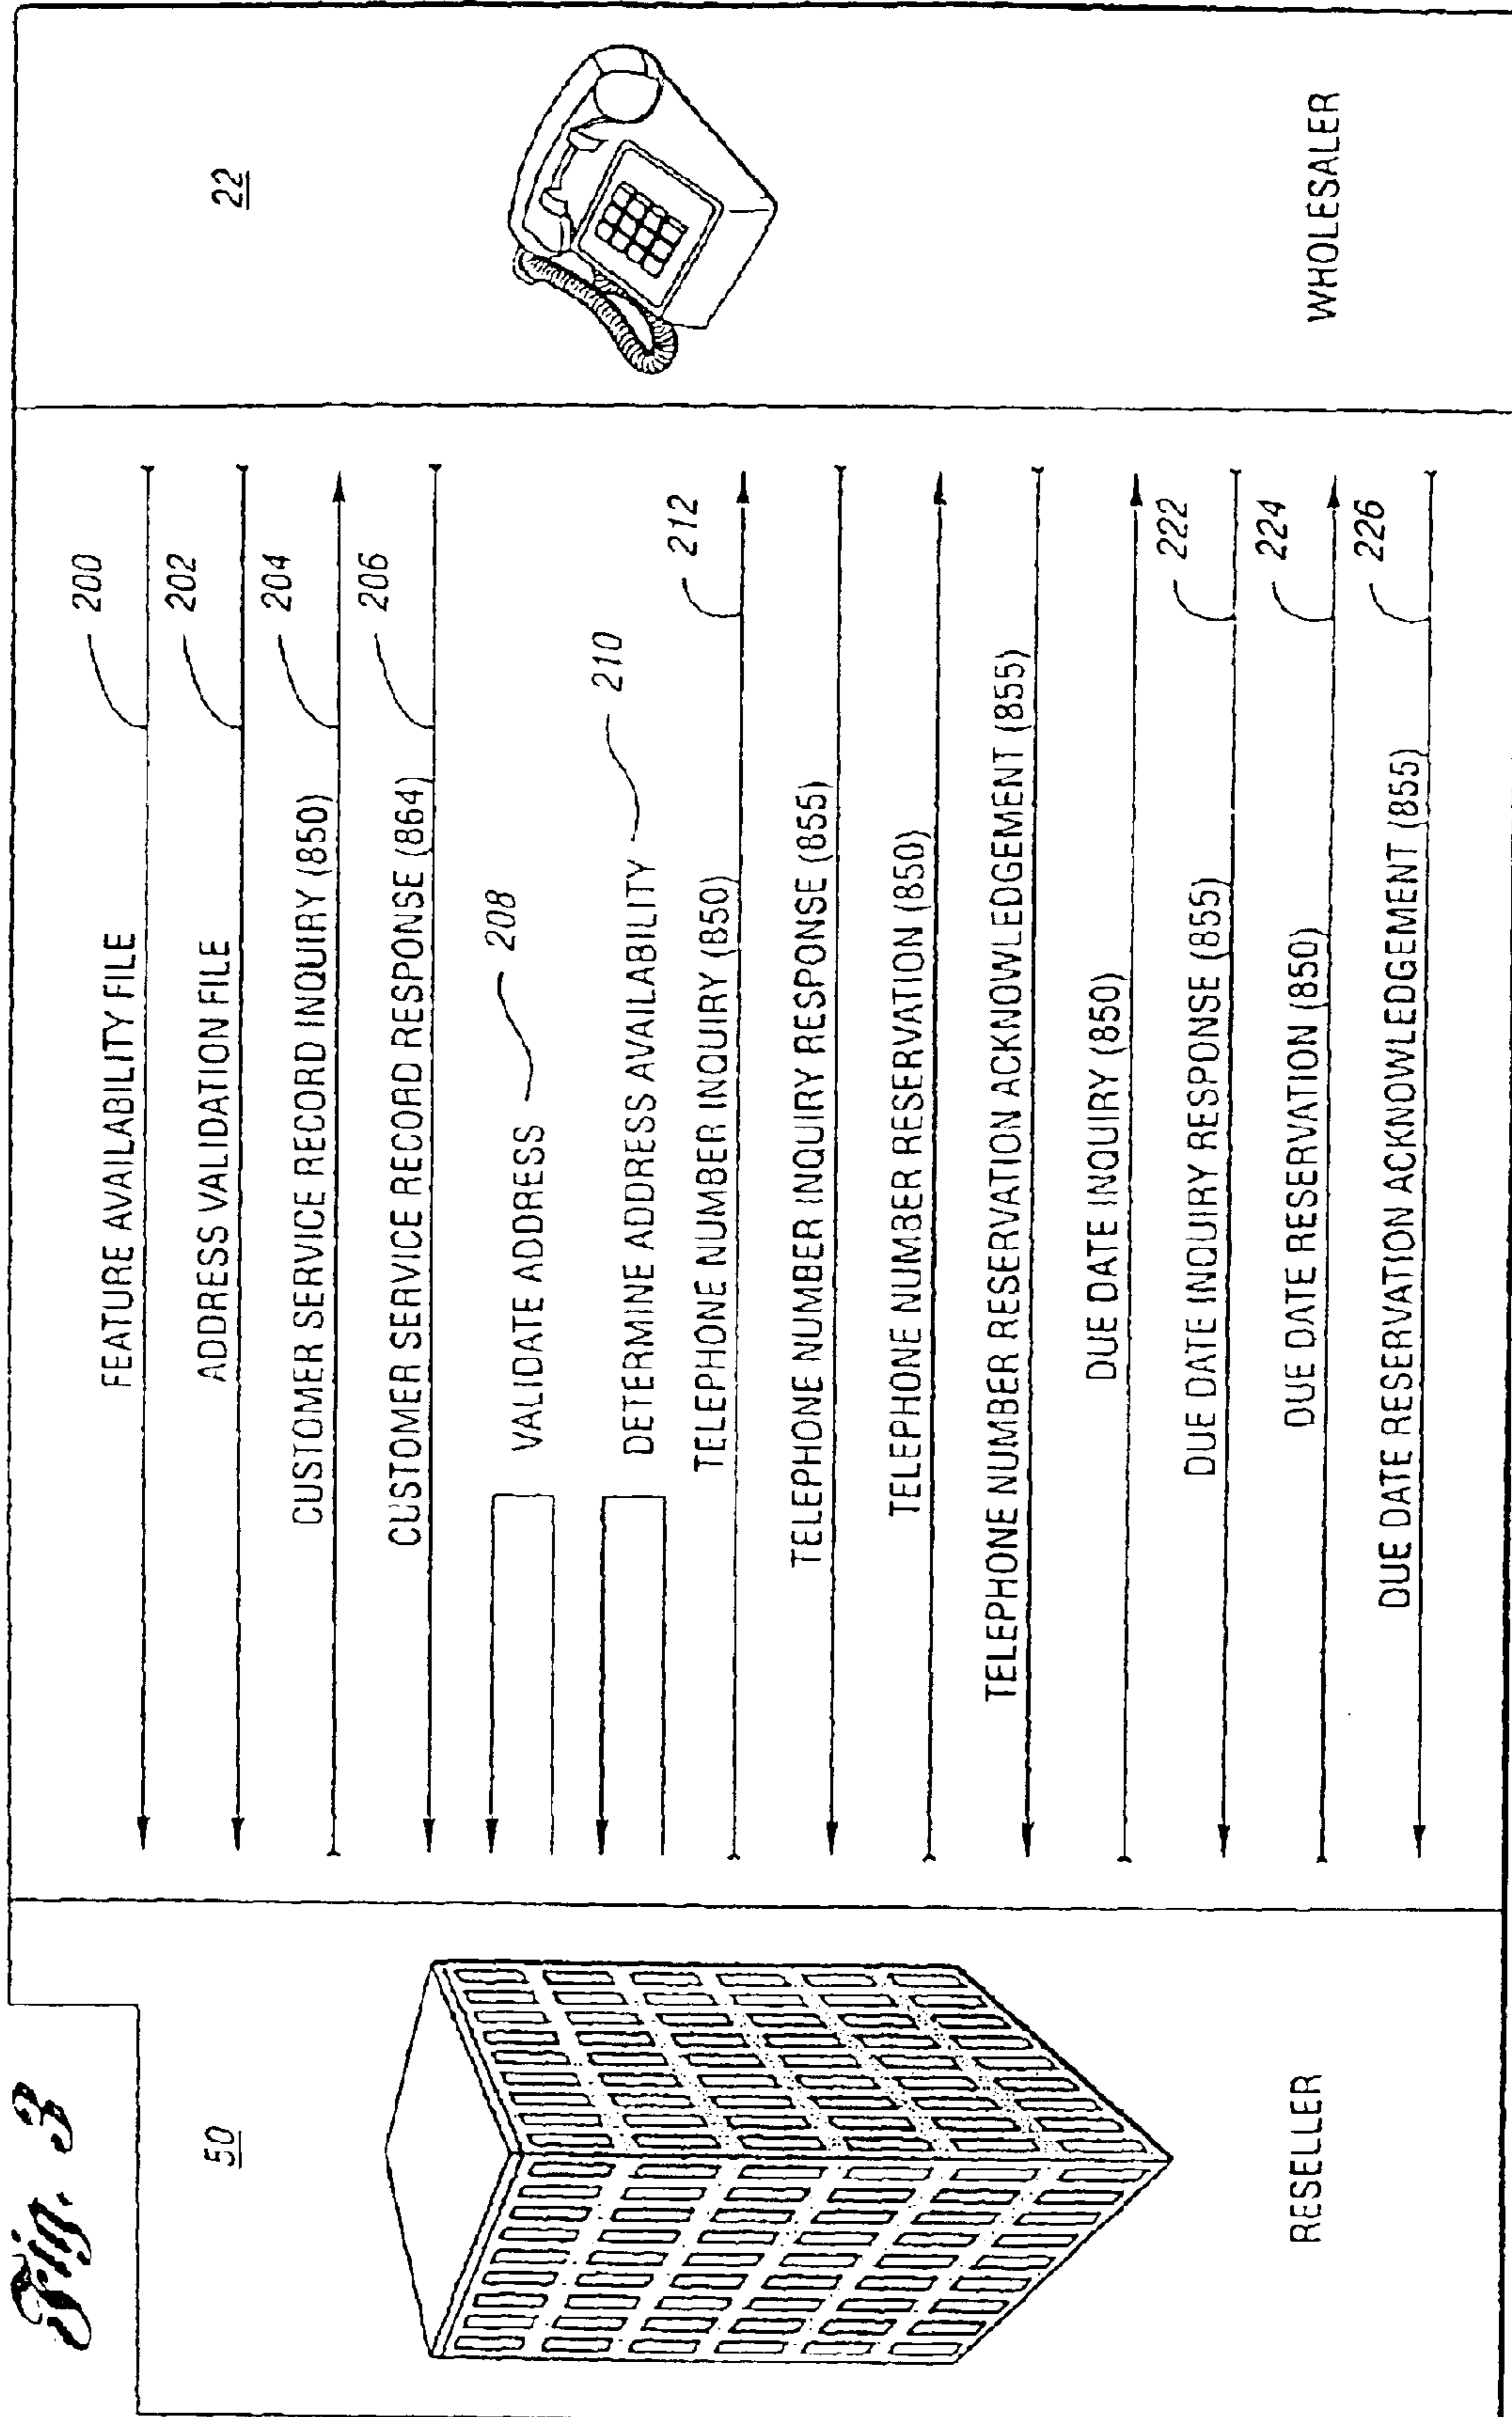 Fig. 3
50
RESELLER
FEATURE AVAILABILITY FILE
200
ADDRESS VALIDATION FILE
202
CUSTOMER SERVICE RECORD INQUIRY (850)
204
CUSTOMER SERVICE RECORD RESPONSE (864)
206
VALIDATE ADDRESS
208
DETERMINE ADDRESS AVAILABILITY
210
TELEPHONE NUMBER INQUIRY (850)
212
TELEPHONE NUMBER INQUIRY RESPONSE (855)
TELEPHONE NUMBER RESERVATION (850)
TELEPHONE NUMBER RESERVATION ACKNOWLEDGEMENT (855)
DUE DATE INQUIRY (850)
DUE DATE INQUIRY RESPONSE (855)
222
DUE DATE RESERVATION (850)
224
DUE DATE RESERVATION ACKNOWLEDGEMENT (855)
226
22
WHOLESALER